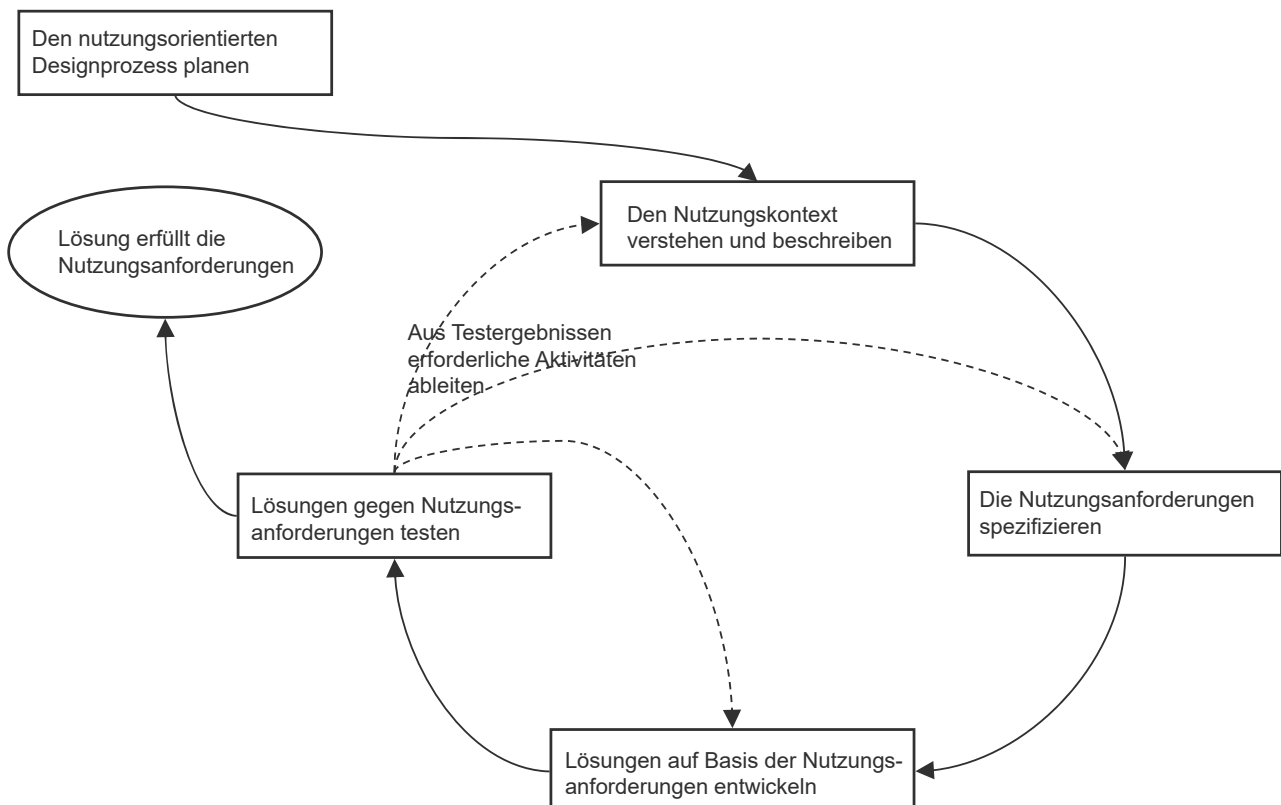 Den nutzungsorientierten
Designprozess planen
Den Nutzungskontext
verstehen und beschreiben
Lösung erfüllt die
Nutzungsanforderungen
Aus Testergebnissen
erforderliche Aktivitäten
ableiten
Lösungen gegen Nutzungs-
anforderungen testen
Die Nutzungsanforderungen
spezifizieren
Lösungen auf Basis der Nutzungs-
anforderungen entwickeln